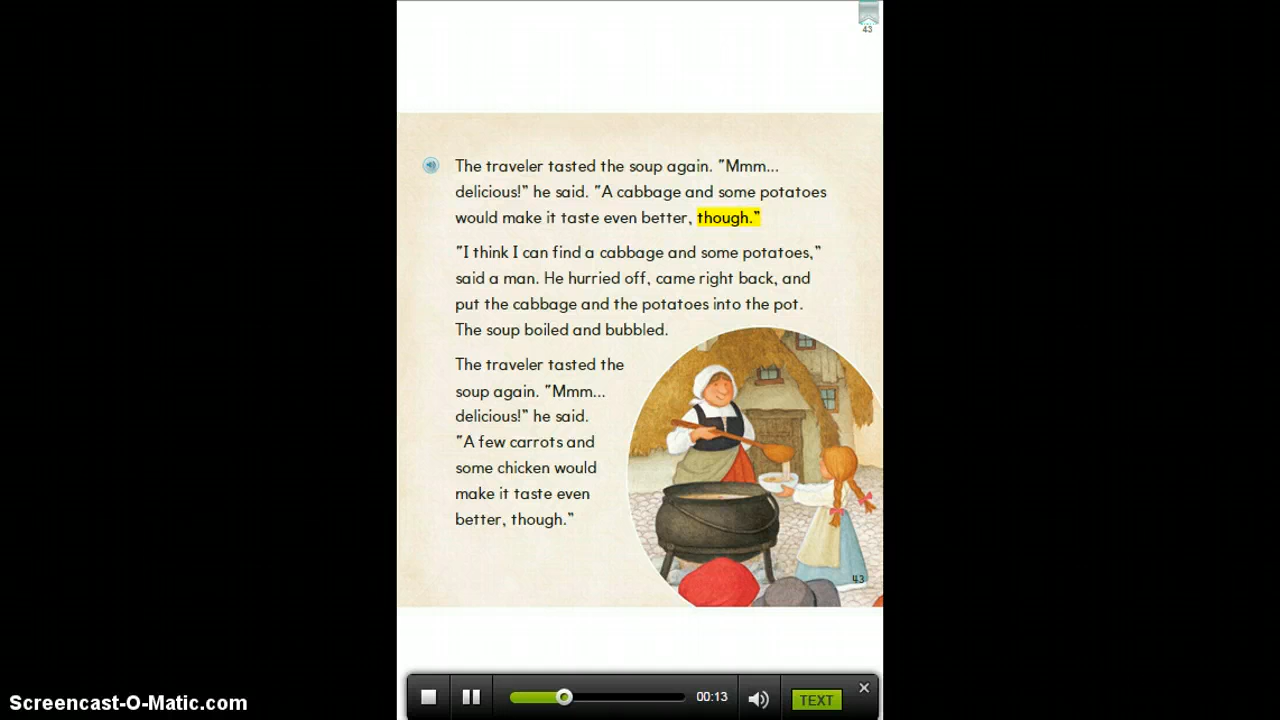 43
The traveler tasted the soup again. "Mmm...
delicious!" he said. "A cabbage and some potatoes
would make it taste even better, though."
"I think I can find a cabbage and some potatoes,"
said a man. He hurried off, came right back, and
put the cabbage and the potatoes into the pot.
The soup boiled and bubbled.
The traveler tasted the
soup again. "Mmm...
delicious!" he said.
"A few carrots and
some chicken would
make it taste even
better, though."
43
00:13
TEXT
Screencast-O-Matic.com